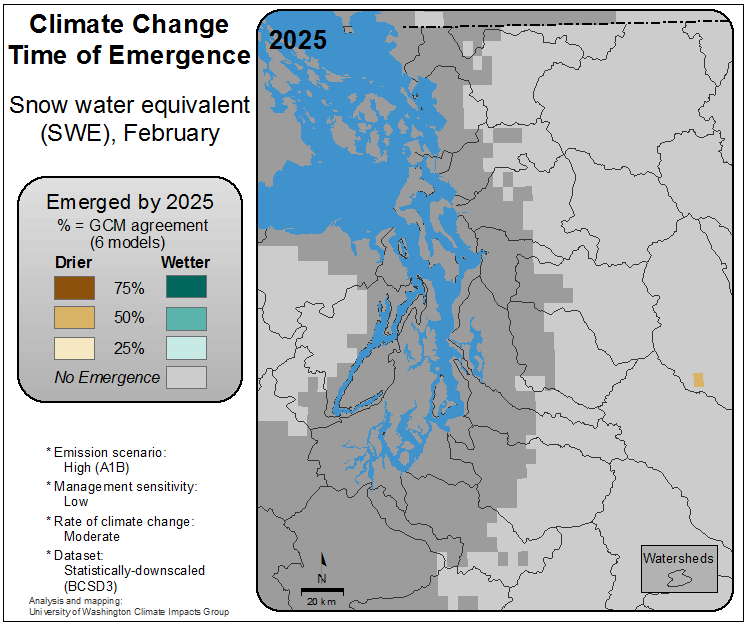 Climate Change
Time of Emergence
Snow water equivalent
(SWE), February
Emerged by 2025
% = GCM agreement
(6 models)
Drier Wetter
75%
50%
25%
No Emergence
* Emission scenario:
High (A1B)
* Management sensitivity:
Low
* Rate of climate change:
Moderate
* Dataset:
Statistically-downscaled
(BCSD3)
Analysis and mapping:
University of Washington Climate Impacts Group
2025
N
20 km
Watersheds